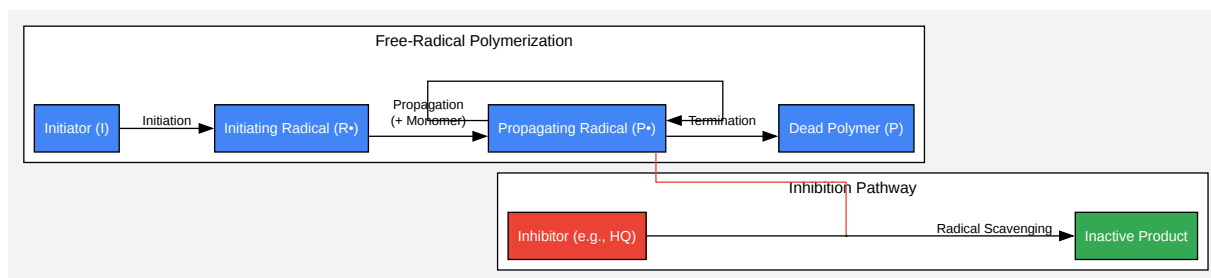 Free-Radical Polymerization
Initiator (I)
Initiation
Initiating Radical (R•)
Propagation
(+ Monomer)
Propagating Radical (P•)
Termination
Dead Polymer (P)
Inhibition Pathway
Inhibitor (e.g., HQ)
Radical Scavenging
Inactive Product